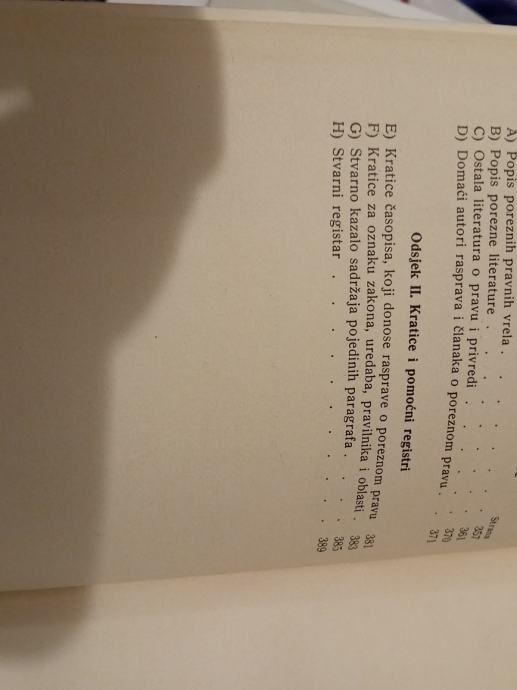 Strana
A) Popis poreznih pravnih vrela . . . . . . . 357
B) Popis porezne literature . . . . . . . 361
C) Ostala literatura o pravu i privredi . . . . . 370
D) Domaći autori rasprava i članaka o poreznom pravu . . 371
Odsjek II. Kratice i pomoćni registri
E) Kratice časopisa, koji donose rasprave o poreznom pravu 381
F) Kratice za oznaku zakona, uredaba, pravilnika i oblasti . 383
G) Stvarno kazalo sadržaja pojedinih paragrafa . . . 385
H) Stvarni registar . . . . . . . . . . 389